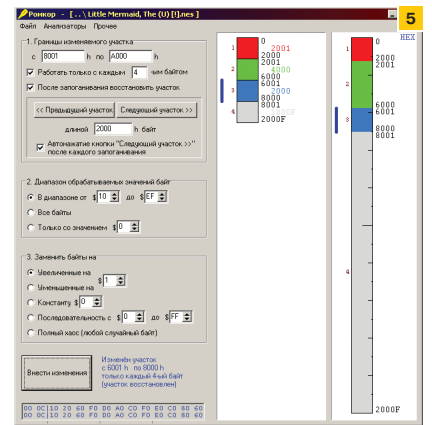 Ромкор - [..\ Little Mermaid, The (U) [!].nes ]
5
Файл Анализаторы Прочее
HEX
1. Границы изменяемого участка
с 8001 h по A000 h
Работать только с каждым 4 -ым байтом
После запоганивания восстановить участок
<< Предыдущий участок Следующий участок >>
длиной 2000 h байт
Автонажатие кнопки "Следующий участок >>"
после каждого запоганивания
2. Диапазон обрабатываемых значений байт
В диапазоне от $ 10 до $ EF
Все байты
Только со значением $ 0
3. Заменить байты на
Увеличенные на
$ 1
Уменьшенные на
Константу $ 0
Последовательность с $ 0 до $ FF
Полный хаос (любой случайный байт)
Внести изменения
Изменён участок
с 6001 h по 8000 h
только каждый 4-ый байт
(участок восстановлен)
00 0C 10 20 60 F0 D0 A0 C0 F0 E0 C0 80 60
00 0C 10 20 60 F0 D0 A0 C0 F0 E0 C0 80 60
0
1 2001
2000
2001
2 4000
6000
6001
3 2000
8000
8001
4
2000F
0
1
2000
2001
2
6000
6001
3
8000
8001
4
2000F